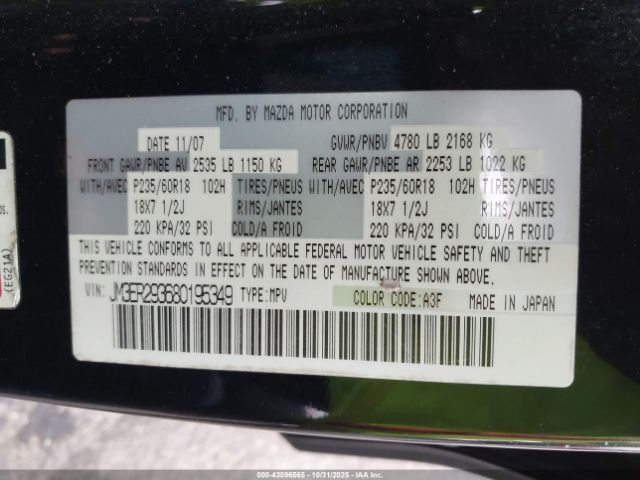 MFD. BY MAZDA MOTOR CORPORATION
DATE 11/07 GVWR/PNBV 4780 LB 2168 KG
FRONT GAWR/PNBE AV 2535 LB 1150 KG REAR GAWR/PNBE AR 2253 LB 1022 KG
WITH/AVEC P235/60R18 102H TIRES/PNEUS WITH/AVEC P235/60R18 102H TIRES/PNEUS
18X7 1/2J RIMS/JANTES 18X7 1/2J RIMS/JANTES
220 KPA/32 PSI COLD/A FROID 220 KPA/32 PSI COLD/A FROID
THIS VEHICLE CONFORMS TO ALL APPLICABLE FEDERAL MOTOR VEHICLE SAFETY AND THEFT
PREVENTION STANDARDS IN EFFECT ON THE DATE OF MANUFACTURE SHOWN ABOVE.
VIN: JM3ER293680195349 TYPE:MPV COLOR CODE:A3F MADE IN JAPAN
(EG21A)
00-43596565 - 10/31/2025 - IAAI.COM